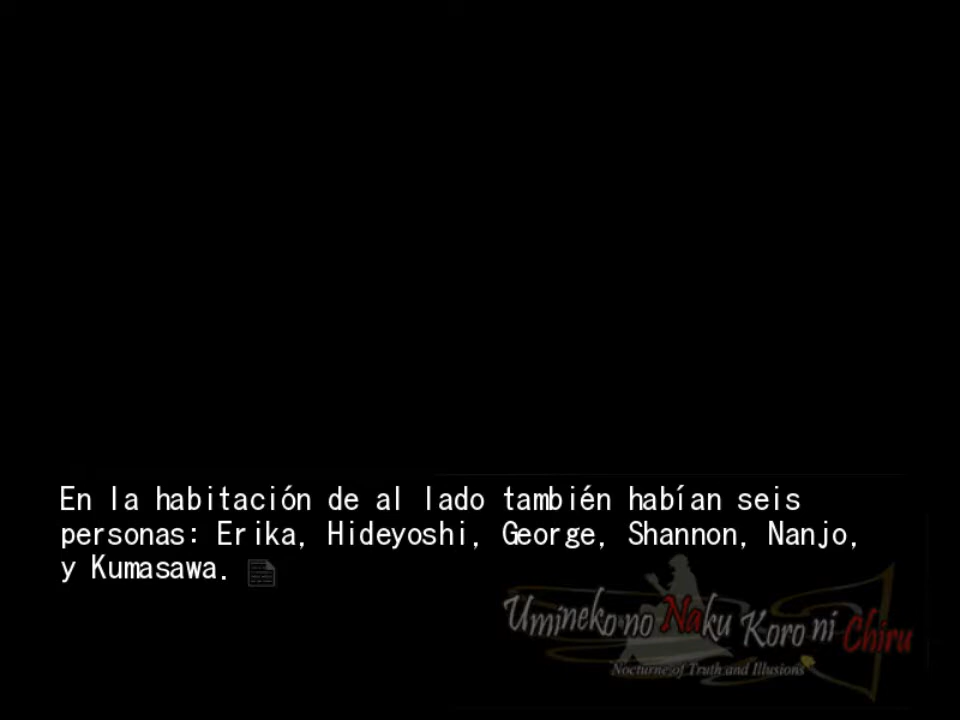 En la habitación de al lado también habían seis
personas: Erika, Hideyoshi, George, Shannon, Nanjo,
y Kumasawa.
Umineko no Naku Koro ni Chiru
Nocturne of Truth and Illusions